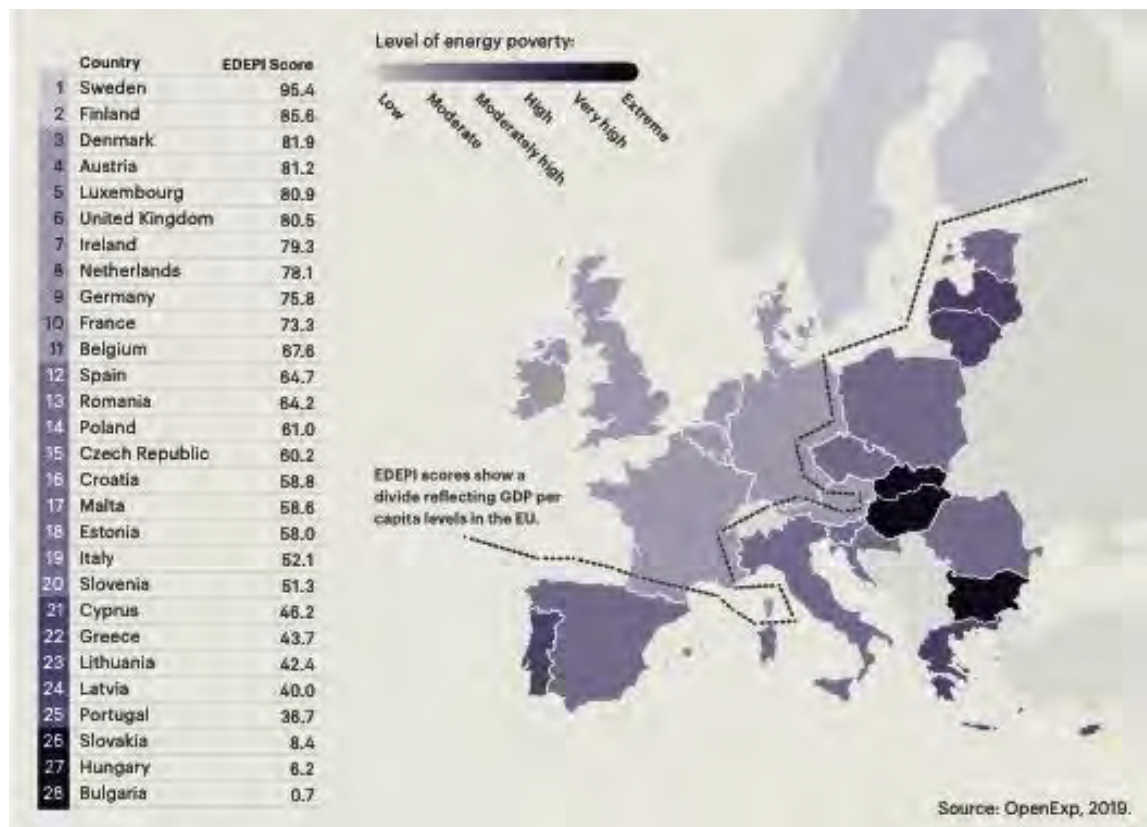 Country EDEPI Score
1 Sweden 95.4
2 Finland 85.6
3 Denmark 81.9
4 Austria 81.2
5 Luxembourg 80.9
6 United Kingdom 80.5
7 Ireland 79.3
8 Netherlands 78.1
9 Germany 75.8
10 France 73.3
11 Belgium 67.6
12 Spain 64.7
13 Romania 64.2
14 Poland 61.0
15 Czech Republic 60.2
16 Croatia 58.8
17 Malta 58.6
18 Estonia 58.0
19 Italy 52.1
20 Slovenia 51.3
21 Cyprus 46.2
22 Greece 43.7
23 Lithuania 42.4
24 Latvia 40.0
25 Portugal 36.7
26 Slovakia 8.4
27 Hungary 6.2
28 Bulgaria 0.7
Level of energy poverty:
Low
Moderate
Moderately high
High
Very high
Extreme
EDEPI scores show a
divide reflecting GDP per
capita levels in the EU.
Source: OpenExp, 2019.